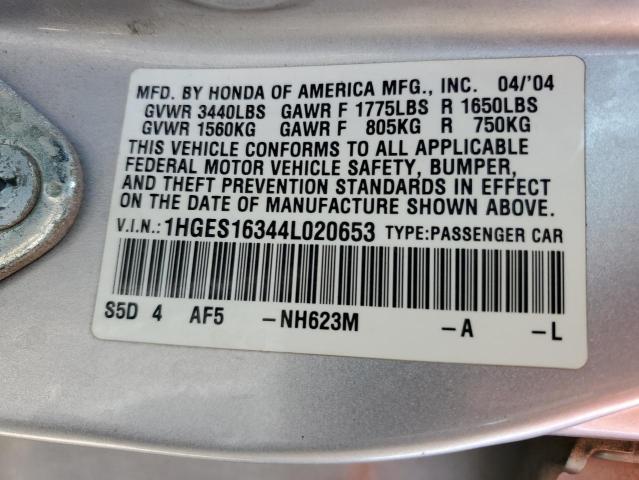 MFD. BY HONDA OF AMERICA MFG., INC. 04/'04
GVWR 3440LBS GAWR F 1775LBS R 1650LBS
GVWR 1560KG GAWR F 805KG R 750KG
THIS VEHICLE CONFORMS TO ALL APPLICABLE
FEDERAL MOTOR VEHICLE SAFETY, BUMPER,
AND THEFT PREVENTION STANDARDS IN EFFECT
ON THE DATE OF MANUFACTURE SHOWN ABOVE.
V.I.N.: 1HGES16344L020653 TYPE:PASSENGER CAR
S5D 4 AF5 -NH623M -A -L